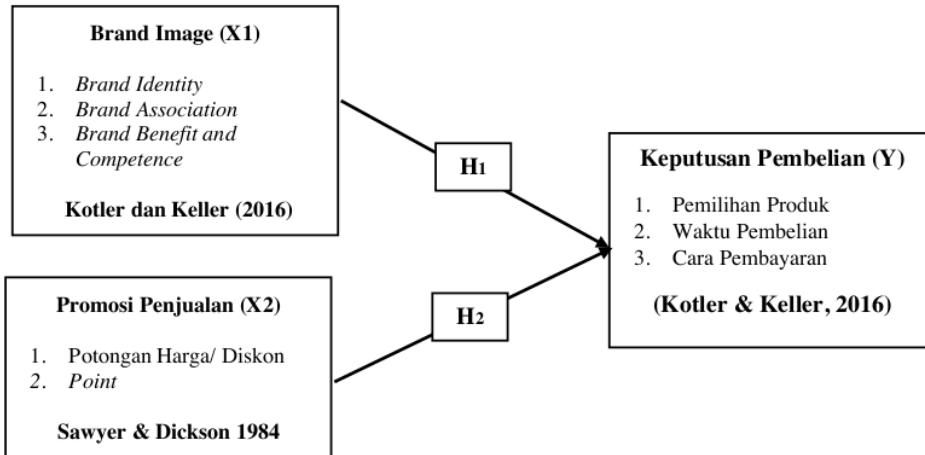 Brand Image (X1)
1. Brand Identity
2. Brand Association
3. Brand Benefit and
Competence
Kotler dan Keller (2016)
H1
Keputusan Pembelian (Y)
1. Pemilihan Produk
2. Waktu Pembelian
3. Cara Pembayaran
(Kotler & Keller, 2016)
Promosi Penjualan (X2)
1. Potongan Harga/ Diskon
2. Point
Sawyer & Dickson 1984
H2